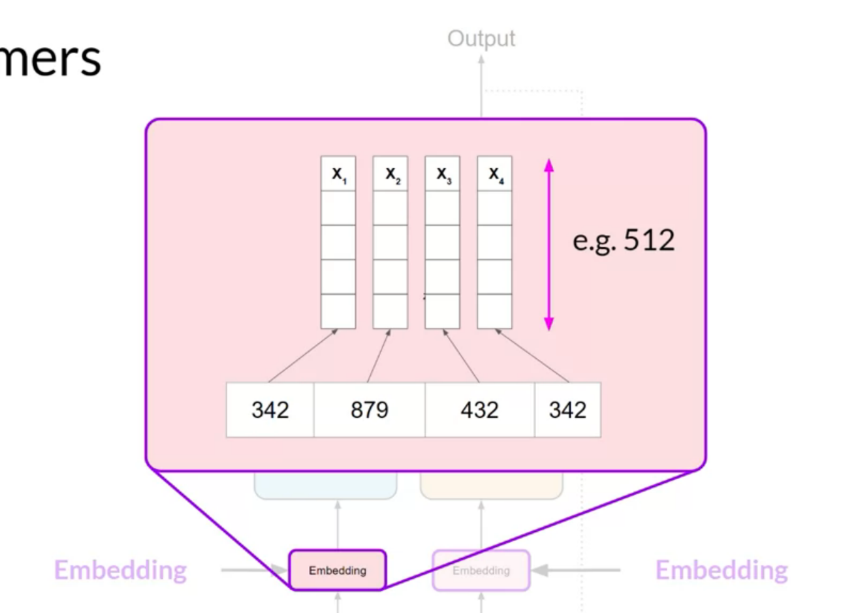 mers
Output
X1 X2 X3 X4
e.g. 512
342 879 432 342
Embedding Embedding Embedding Embedding